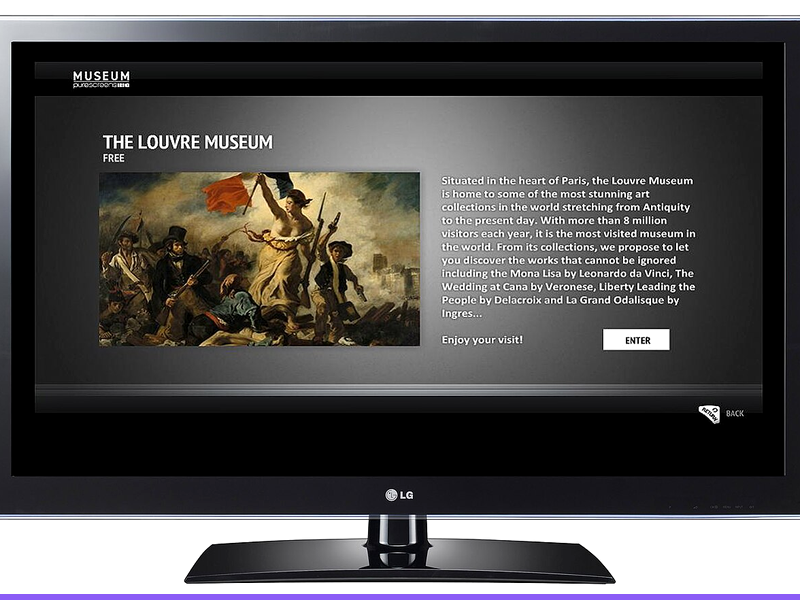 MUSEUM
purescreens
THE LOUVRE MUSEUM
FREE
Situated in the heart of Paris, the Louvre Museum
is home to some of the most stunning art
collections in the world stretching from Antiquity
to the present day. With more than 8 million
visitors each year, it is the most visited museum in
the world. From its collections, we propose to let
you discover the works that cannot be ignored
including the Mona Lisa by Leonardo da Vinci, The
Wedding at Cana by Veronese, Liberty Leading the
People by Delacroix and La Grand Odalisque by
Ingres...
Enjoy your visit!
ENTER
RETURN
BACK
LG